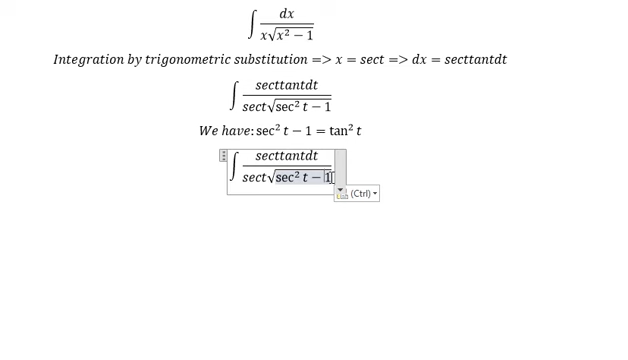 ∫ dx / x√x² − 1
Integration by trigonometric substitution => x = sect => dx = secttantdt
∫ secttantdt / sect√sec² t − 1
We have: sec² t − 1 = tan² t
∫ secttantdt / sect√sec² t − 1
(Ctrl)